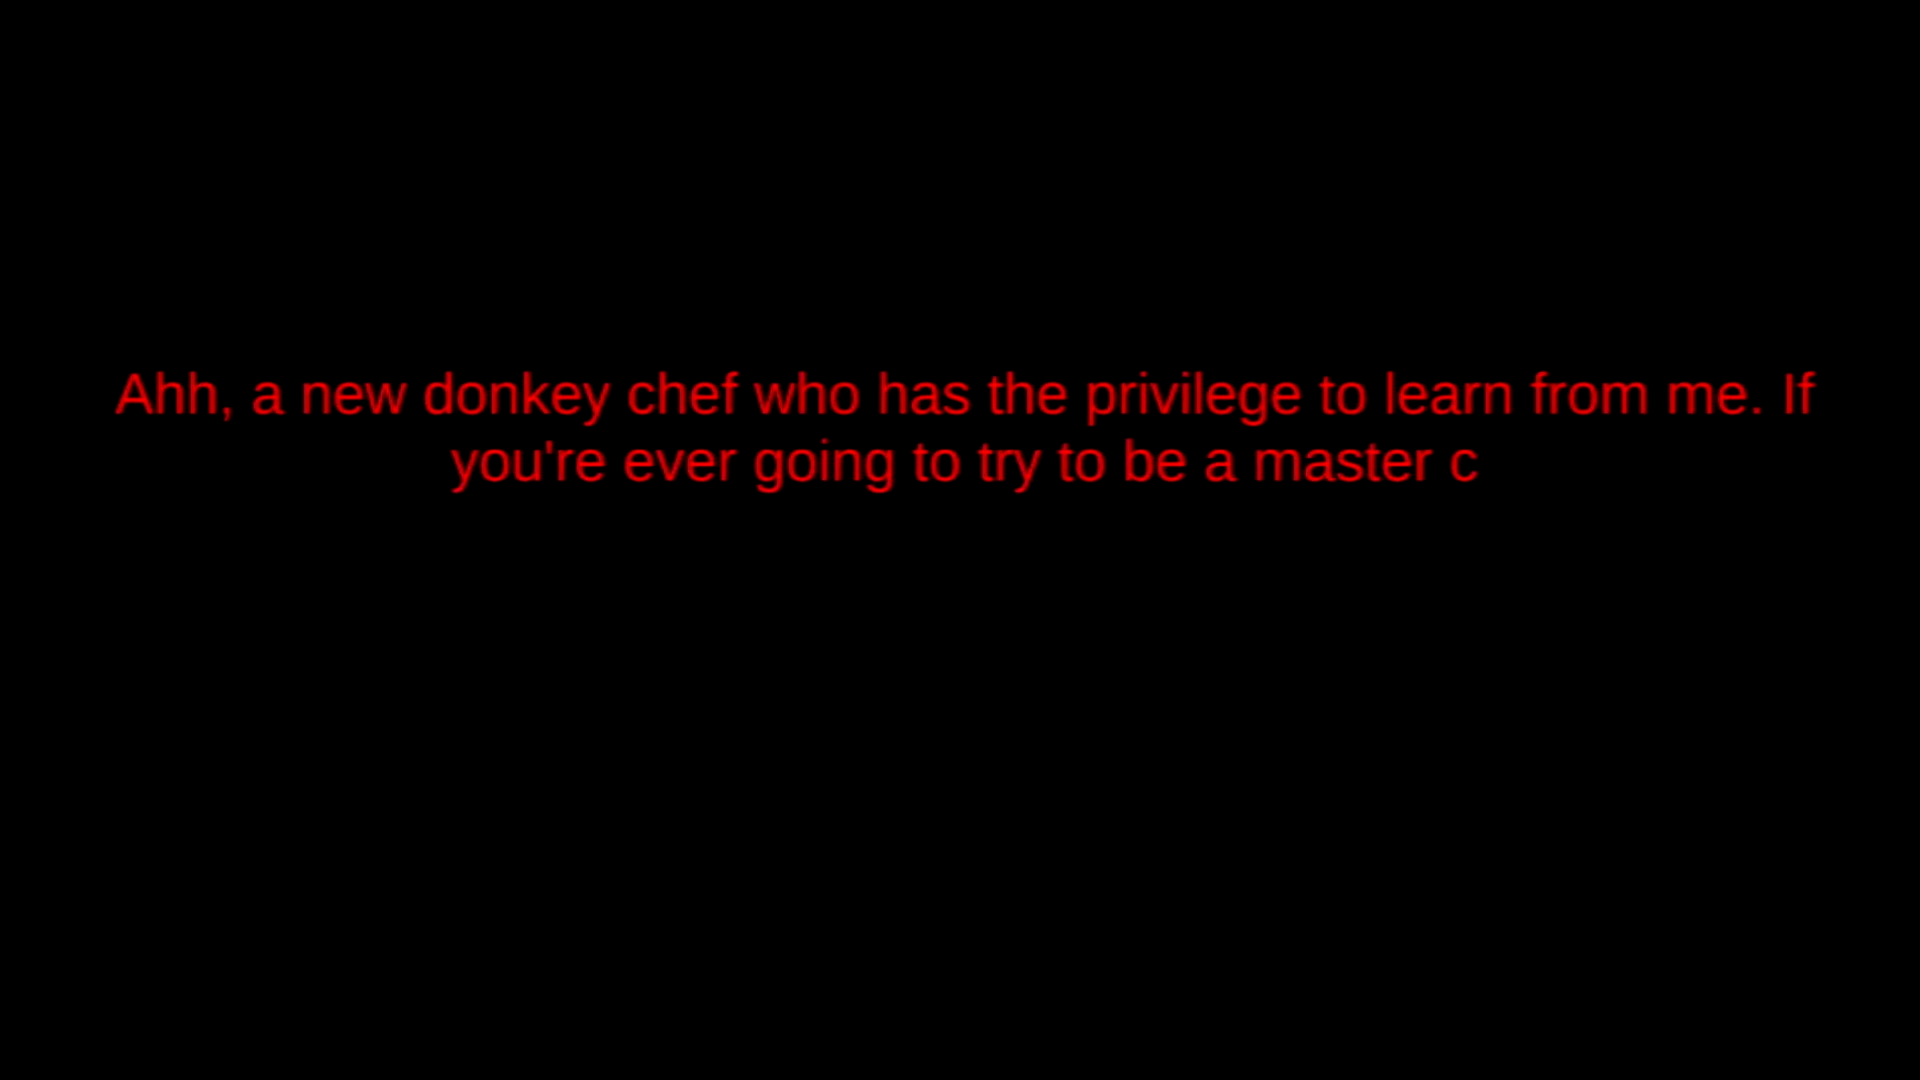 Ahh, a new donkey chef who has the privilege to learn from me. If
you're ever going to try to be a master c